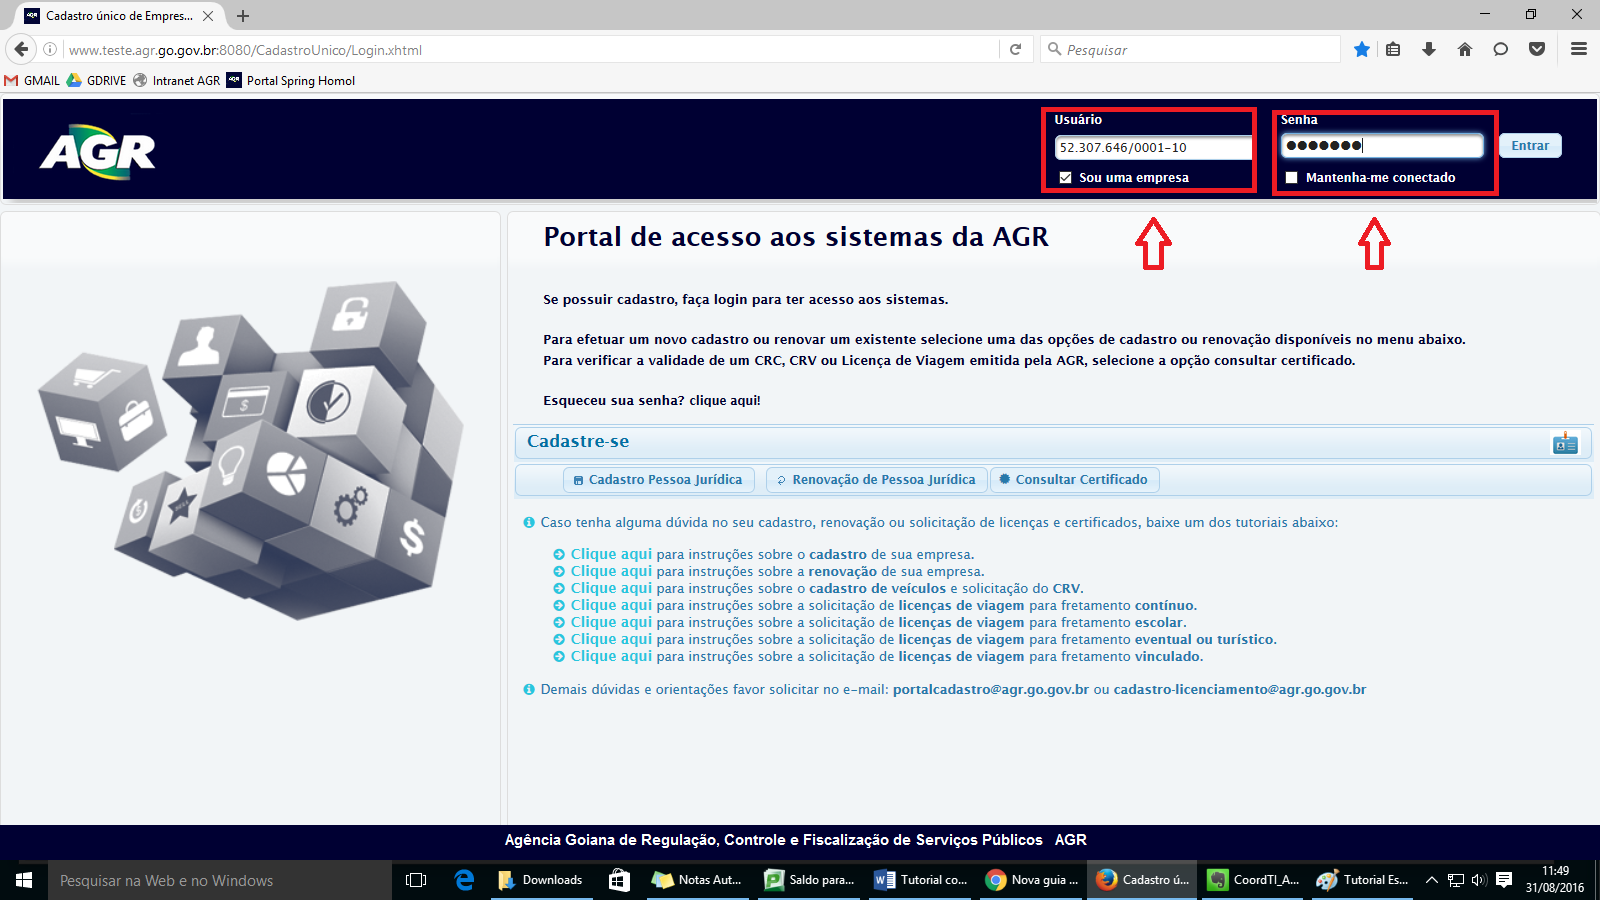 Cadastro único de Empres...
www.teste.agr.go.gov.br:8080/CadastroUnico/Login.xhtml
Pesquisar
GMAIL GDRIVE Intranet AGR Portal Spring Homol
AGR
Usuário
52.307.646/0001-10
Sou uma empresa
Senha
Mantenha-me conectado
Entrar
Portal de acesso aos sistemas da AGR
Se possuir cadastro, faça login para ter acesso aos sistemas.
Para efetuar um novo cadastro ou renovar um existente selecione uma das opções de cadastro ou renovação disponíveis no menu abaixo.
Para verificar a validade de um CRC, CRV ou Licença de Viagem emitida pela AGR, selecione a opção consultar certificado.
Esqueceu sua senha? clique aqui!
Cadastre-se
Cadastro Pessoa Jurídica Renovação de Pessoa Jurídica Consultar Certificado
Caso tenha alguma dúvida no seu cadastro, renovação ou solicitação de licenças e certificados, baixe um dos tutoriais abaixo:
Clique aqui para instruções sobre o cadastro de sua empresa.
Clique aqui para instruções sobre a renovação de sua empresa.
Clique aqui para instruções sobre o cadastro de veículos e solicitação do CRV.
Clique aqui para instruções sobre a solicitação de licenças de viagem para fretamento contínuo.
Clique aqui para instruções sobre a solicitação de licenças de viagem para fretamento escolar.
Clique aqui para instruções sobre a solicitação de licenças de viagem para fretamento eventual ou turístico.
Clique aqui para instruções sobre a solicitação de licenças de viagem para fretamento vinculado.
Demais dúvidas e orientações favor solicitar no e-mail: portalcadastro@agr.go.gov.br ou cadastro-licenciamento@agr.go.gov.br
Agência Goiana de Regulação, Controle e Fiscalização de Serviços Públicos AGR
Pesquisar na Web e no Windows
Downloads
Notas Aut...
Saldo para...
Tutorial co...
Nova guia ...
Cadastro ú...
CoordTI_A...
Tutorial Es...
11:49
31/08/2016